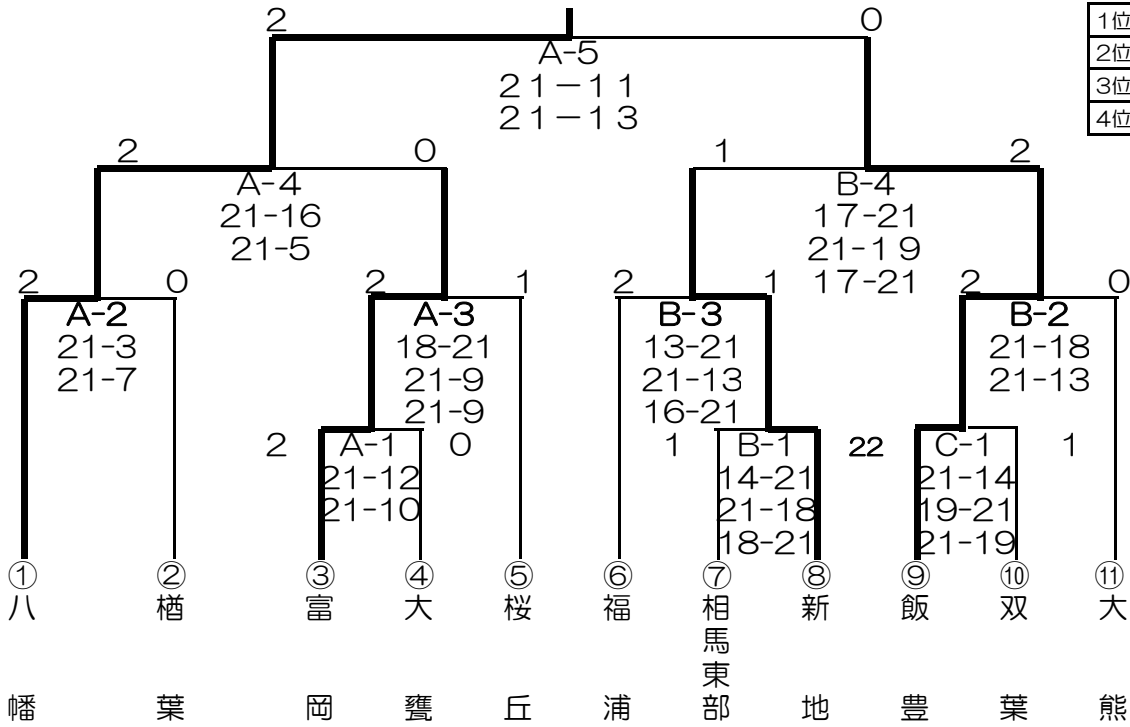 2 0 1位
A-5 2位
21-11 3位
21-13 4位
2 0 1 2
A-4 B-4
21-16 17-21
21-5 21-19
17-21
2 0 2 1 2 1 2 0
A-2 A-3 B-3 B-2
21-3 18-21 13-21 21-18
21-7 21-9 21-13 21-13
21-9 16-21
2 A-1 0 1 B-1 22 C-1 1
21-12 14-21 21-14
21-10 21-18 19-21
18-21 21-19
① ② ③ ④ ⑤ ⑥ ⑦ ⑧ ⑨ ⑩ ⑪
八幡
楢葉
富岡
大甕
桜丘
福浦
相馬東部
新地
飯豊
双葉
大熊